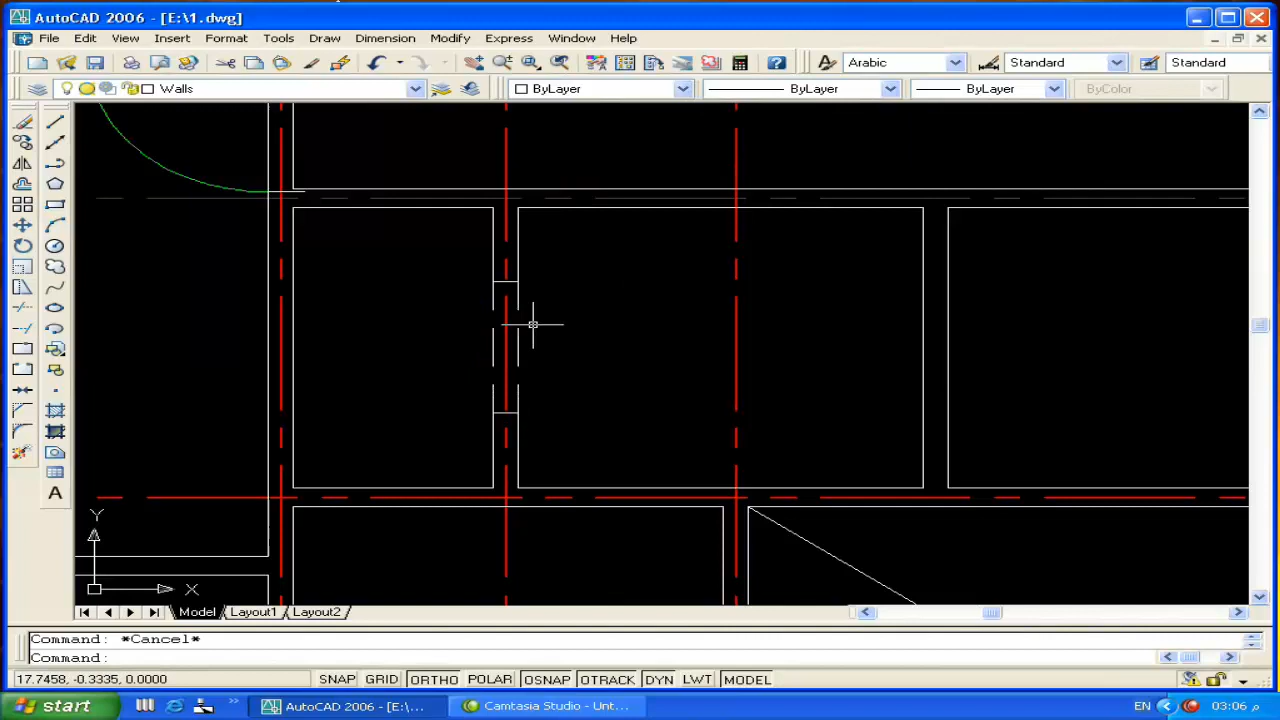 AutoCAD 2006 - [E:\1.dwg]
File Edit View Insert Format Tools Draw Dimension Modify Express Window Help
Arabic Standard Standard
Walls ByLayer ByLayer ByLayer ByColor
A
Y
X
Model Layout1 Layout2
Command: *Cancel*
Command:
17.7458, -0.3335, 0.0000 SNAP GRID ORTHO POLAR OSNAP OTRACK DYN LWT MODEL
start AutoCAD 2006 - [E:\... Camtasia Studio - Unt... EN 03:06 م